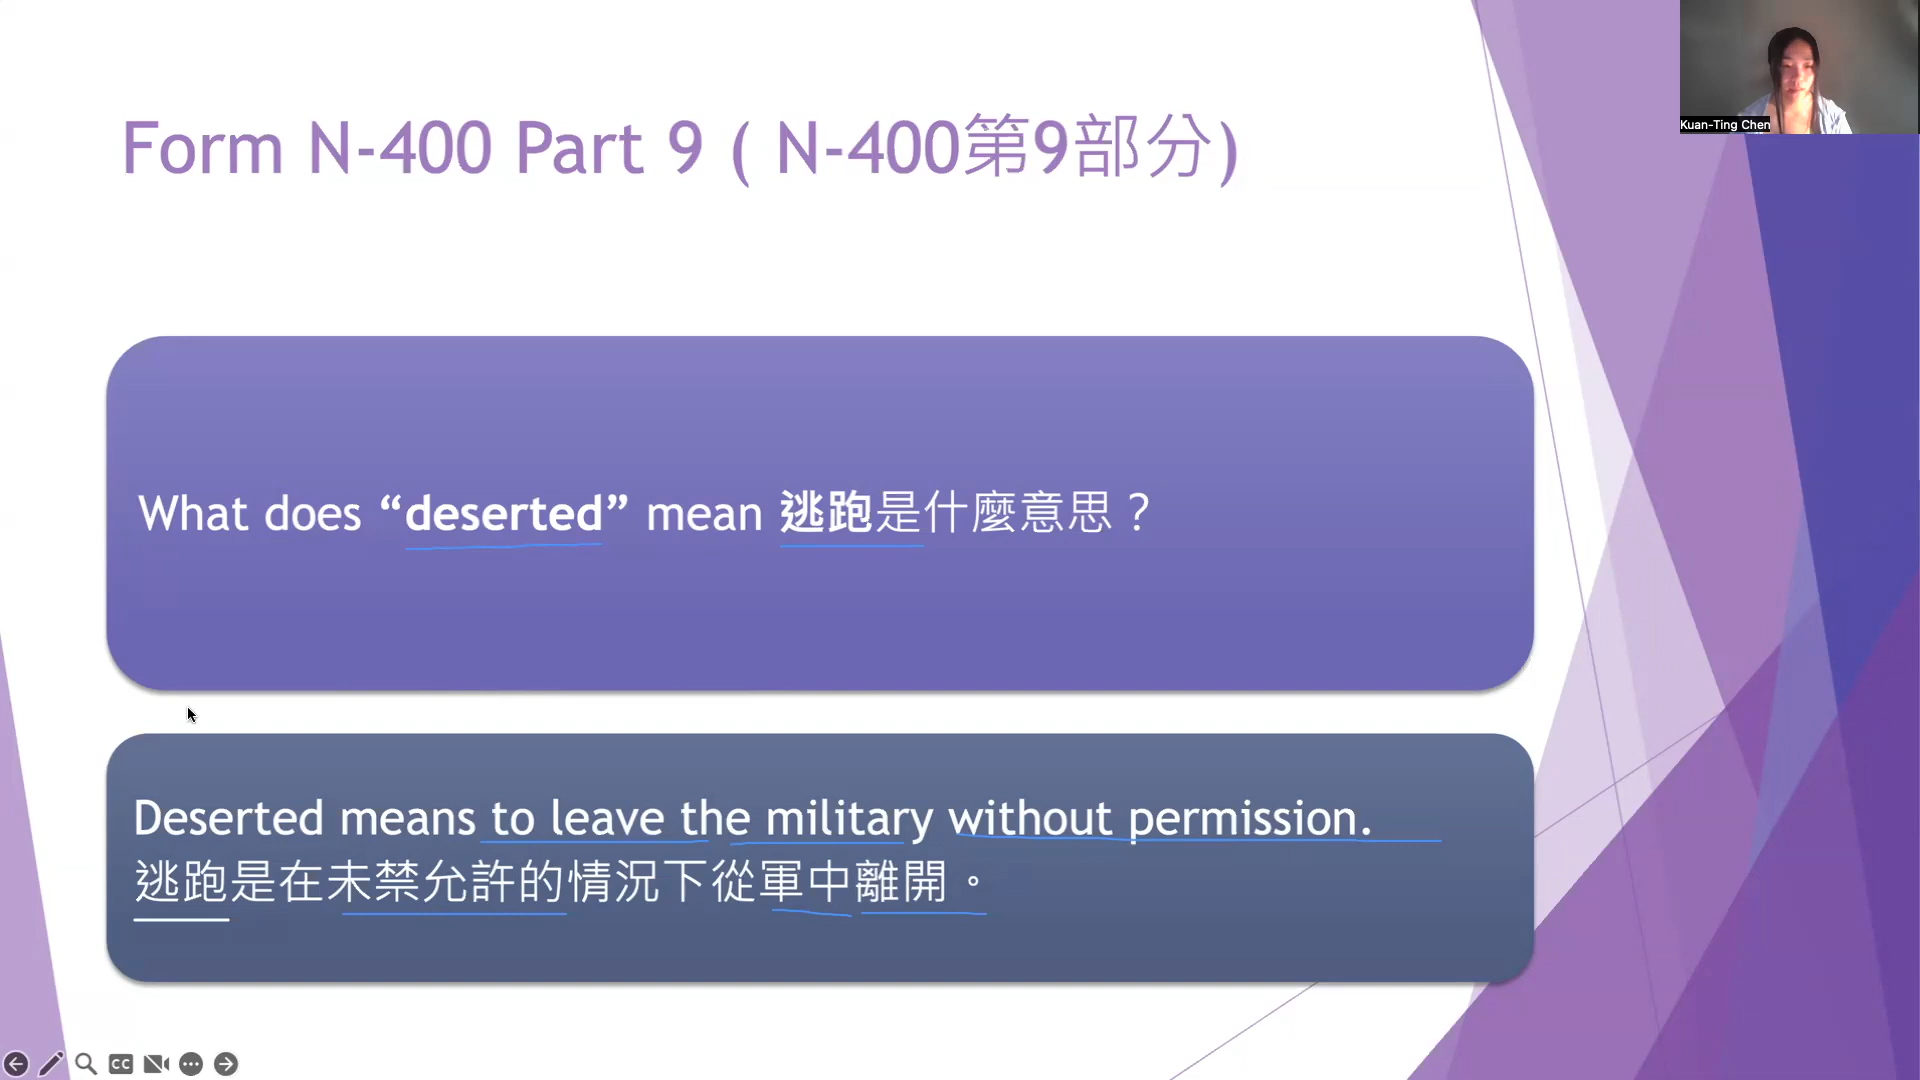 Form N-400 Part 9 ( N-400第9部分)
Kuan-Ting Chen
What does “deserted” mean 逃跑是什麼意思？
Deserted means to leave the military without permission.
逃跑是在未禁允許的情況下從軍中離開。
CC